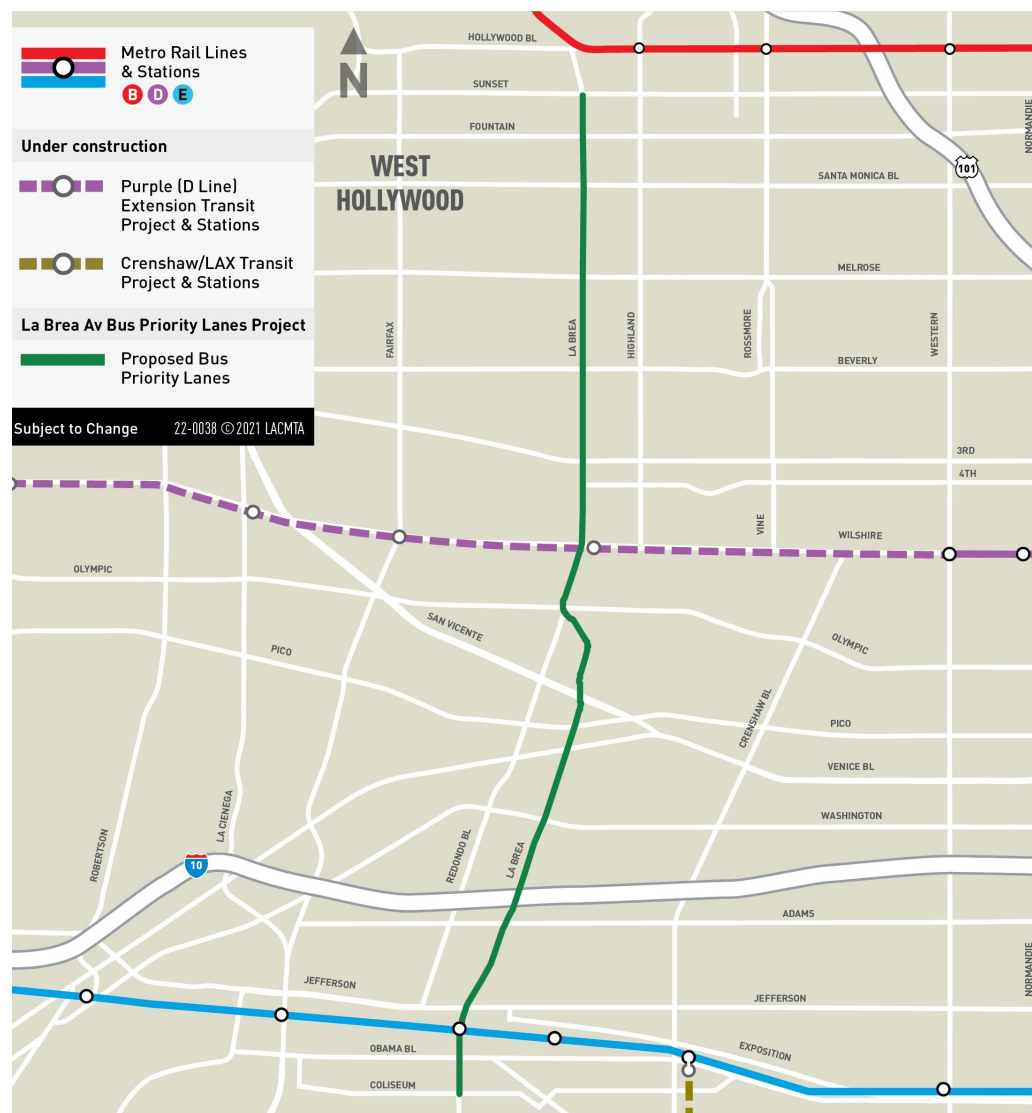 Metro Rail Lines
& Stations
B D E
Under construction
Purple (D Line)
Extension Transit
Project & Stations
Crenshaw/LAX Transit
Project & Stations
La Brea Av Bus Priority Lanes Project
Proposed Bus
Priority Lanes
Subject to Change 22-0038 © 2021 LACMTA
N
HOLLYWOOD BL
SUNSET
FOUNTAIN
WEST
HOLLYWOOD
NORMANDIE
101
SANTA MONICA BL
MELROSE
FAIRFAX
LA BREA
HIGHLAND
ROSSMORE
WESTERN
BEVERLY
3RD
4TH
VINE
WILSHIRE
OLYMPIC
SAN VICENTE
PICO
OLYMPIC
CRENSHAW BL
PICO
VENICE BL
WASHINGTON
ROBERTSON
LA CIENEGA
REDONDO BL
LA BREA
10
ADAMS
JEFFERSON
JEFFERSON
NORMANDIE
OBAMA BL
EXPOSITION
COLISEUM